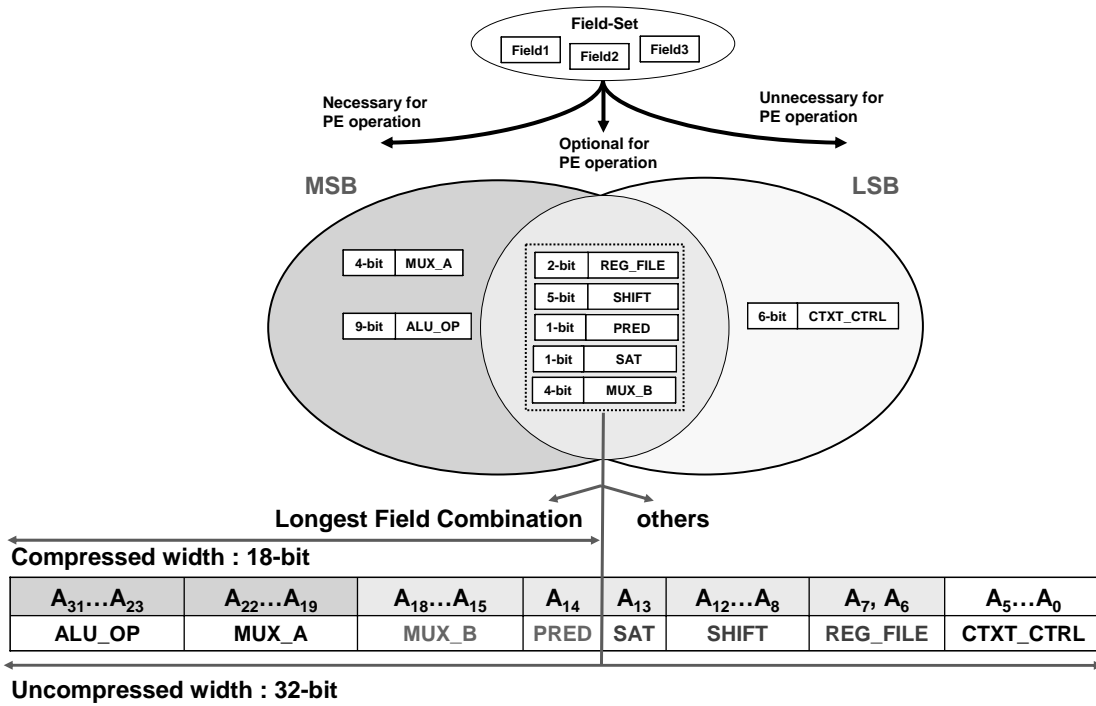 Field-Set
Field1
Field2
Field3
Necessary for
PE operation
Optional for
PE operation
Unnecessary for
PE operation
MSB
LSB
4-bit MUX_A
9-bit ALU_OP
2-bit REG_FILE
5-bit SHIFT
1-bit PRED
1-bit SAT
4-bit MUX_B
6-bit CTXT_CTRL
Longest Field Combination
others
Compressed width : 18-bit
A31…A23 A22…A19 A18…A15 A14 A13 A12…A8 A7, A6 A5…A0
ALU_OP MUX_A MUX_B PRED SAT SHIFT REG_FILE CTXT_CTRL
Uncompressed width : 32-bit